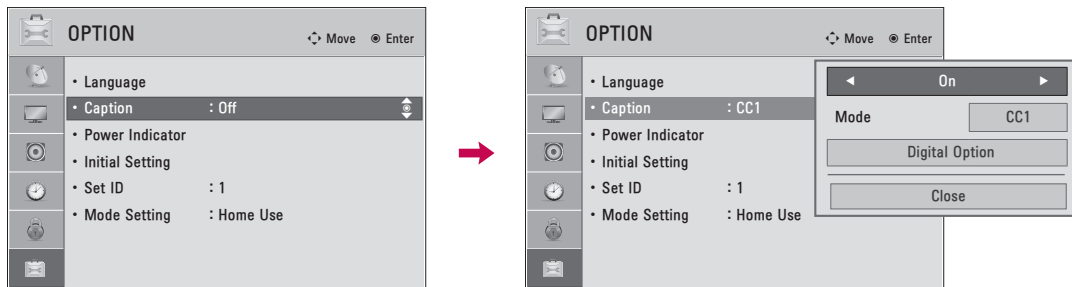 OPTION
Move Enter
• Language
• Caption : Off
• Power Indicator
• Initial Setting
• Set ID : 1
• Mode Setting : Home Use
OPTION
Move Enter
• Language
• Caption : CC1
• Power Indicator
• Initial Setting
• Set ID : 1
• Mode Setting : Home Use
◄ On ►
Mode CC1
Digital Option
Close